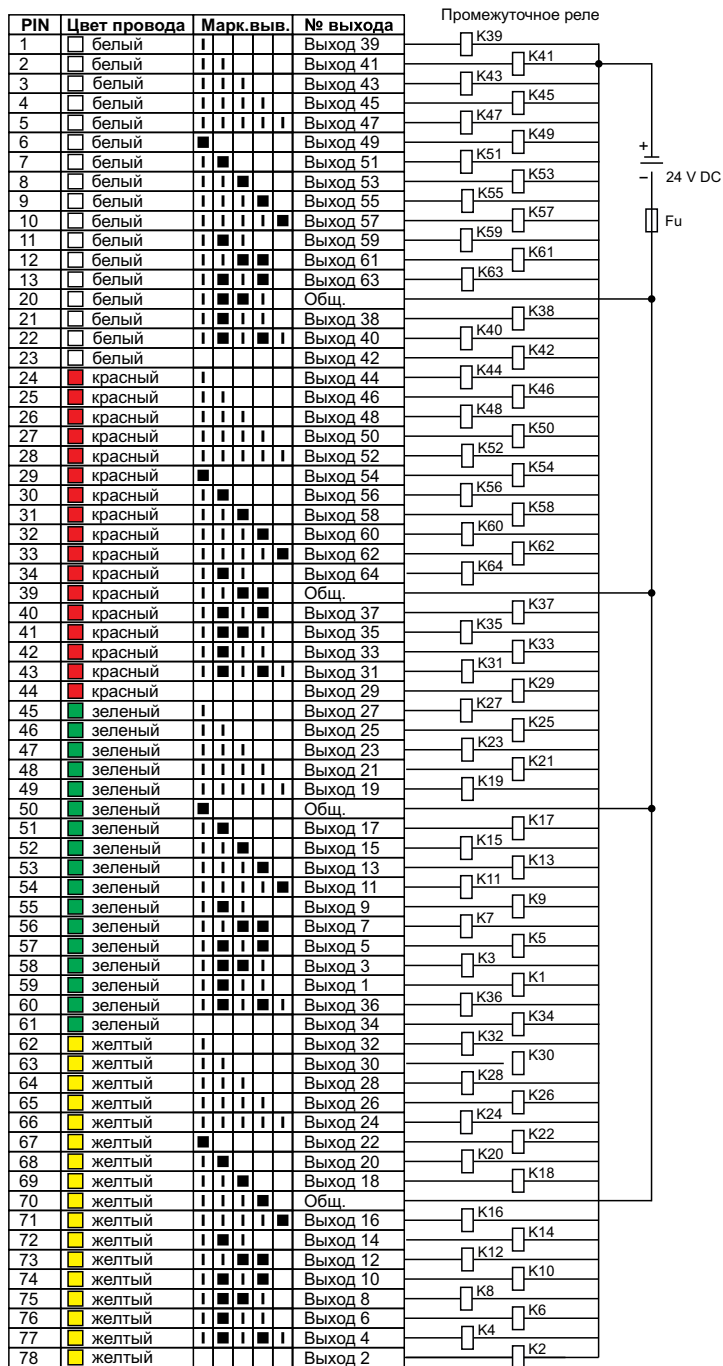 Промежуточное реле
PIN Цвет провода Марк.выв. № выхода
1 белый I Выход 39 K39
2 белый I I Выход 41 K41
3 белый I I I Выход 43 K43
4 белый I I I I Выход 45 K45
5 белый I I I I I Выход 47 K47
6 белый ■ Выход 49 K49
7 белый I ■ Выход 51 K51
8 белый I I ■ Выход 53 K53
9 белый I I I ■ Выход 55 K55
10 белый I I I I ■ Выход 57 K57
11 белый I ■ I Выход 59 K59
12 белый I I ■ ■ Выход 61 K61
13 белый I ■ I ■ Выход 63 K63
20 белый I ■ ■ I Общ.
21 белый I ■ I I Выход 38 K38
22 белый I ■ I ■ I Выход 40 K40
23 белый Выход 42 K42
24 красный I Выход 44 K44
25 красный I I Выход 46 K46
26 красный I I I Выход 48 K48
27 красный I I I I Выход 50 K50
28 красный I I I I I Выход 52 K52
29 красный ■ Выход 54 K54
30 красный I ■ Выход 56 K56
31 красный I I ■ Выход 58 K58
32 красный I I I ■ Выход 60 K60
33 красный I I I I ■ Выход 62 K62
34 красный I ■ I Выход 64 K64
39 красный I I ■ ■ Общ.
40 красный I ■ I ■ Выход 37 K37
41 красный I ■ ■ I Выход 35 K35
42 красный I ■ I I Выход 33 K33
43 красный I ■ I ■ I Выход 31 K31
44 красный Выход 29 K29
45 зеленый I Выход 27 K27
46 зеленый I I Выход 25 K25
47 зеленый I I I Выход 23 K23
48 зеленый I I I I Выход 21 K21
49 зеленый I I I I I Выход 19 K19
50 зеленый ■ Общ.
51 зеленый I ■ Выход 17 K17
52 зеленый I I ■ Выход 15 K15
53 зеленый I I I ■ Выход 13 K13
54 зеленый I I I I ■ Выход 11 K11
55 зеленый I ■ I Выход 9 K9
56 зеленый I I ■ ■ Выход 7 K7
57 зеленый I ■ I ■ Выход 5 K5
58 зеленый I ■ ■ I Выход 3 K3
59 зеленый I ■ I I Выход 1 K1
60 зеленый I ■ I ■ I Выход 36 K36
61 зеленый Выход 34 K34
62 желтый I Выход 32 K32
63 желтый I I Выход 30 K30
64 желтый I I I Выход 28 K28
65 желтый I I I I Выход 26 K26
66 желтый I I I I I Выход 24 K24
67 желтый ■ Выход 22 K22
68 желтый I ■ Выход 20 K20
69 желтый I I ■ Выход 18 K18
70 желтый I I I ■ Общ.
71 желтый I I I I ■ Выход 16 K16
72 желтый I ■ I Выход 14 K14
73 желтый I I ■ ■ Выход 12 K12
74 желтый I ■ I ■ Выход 10 K10
75 желтый I ■ ■ I Выход 8 K8
76 желтый I ■ I I Выход 6 K6
77 желтый I ■ I ■ I Выход 4 K4
78 желтый Выход 2 K2
+
– 24 V DC
Fu